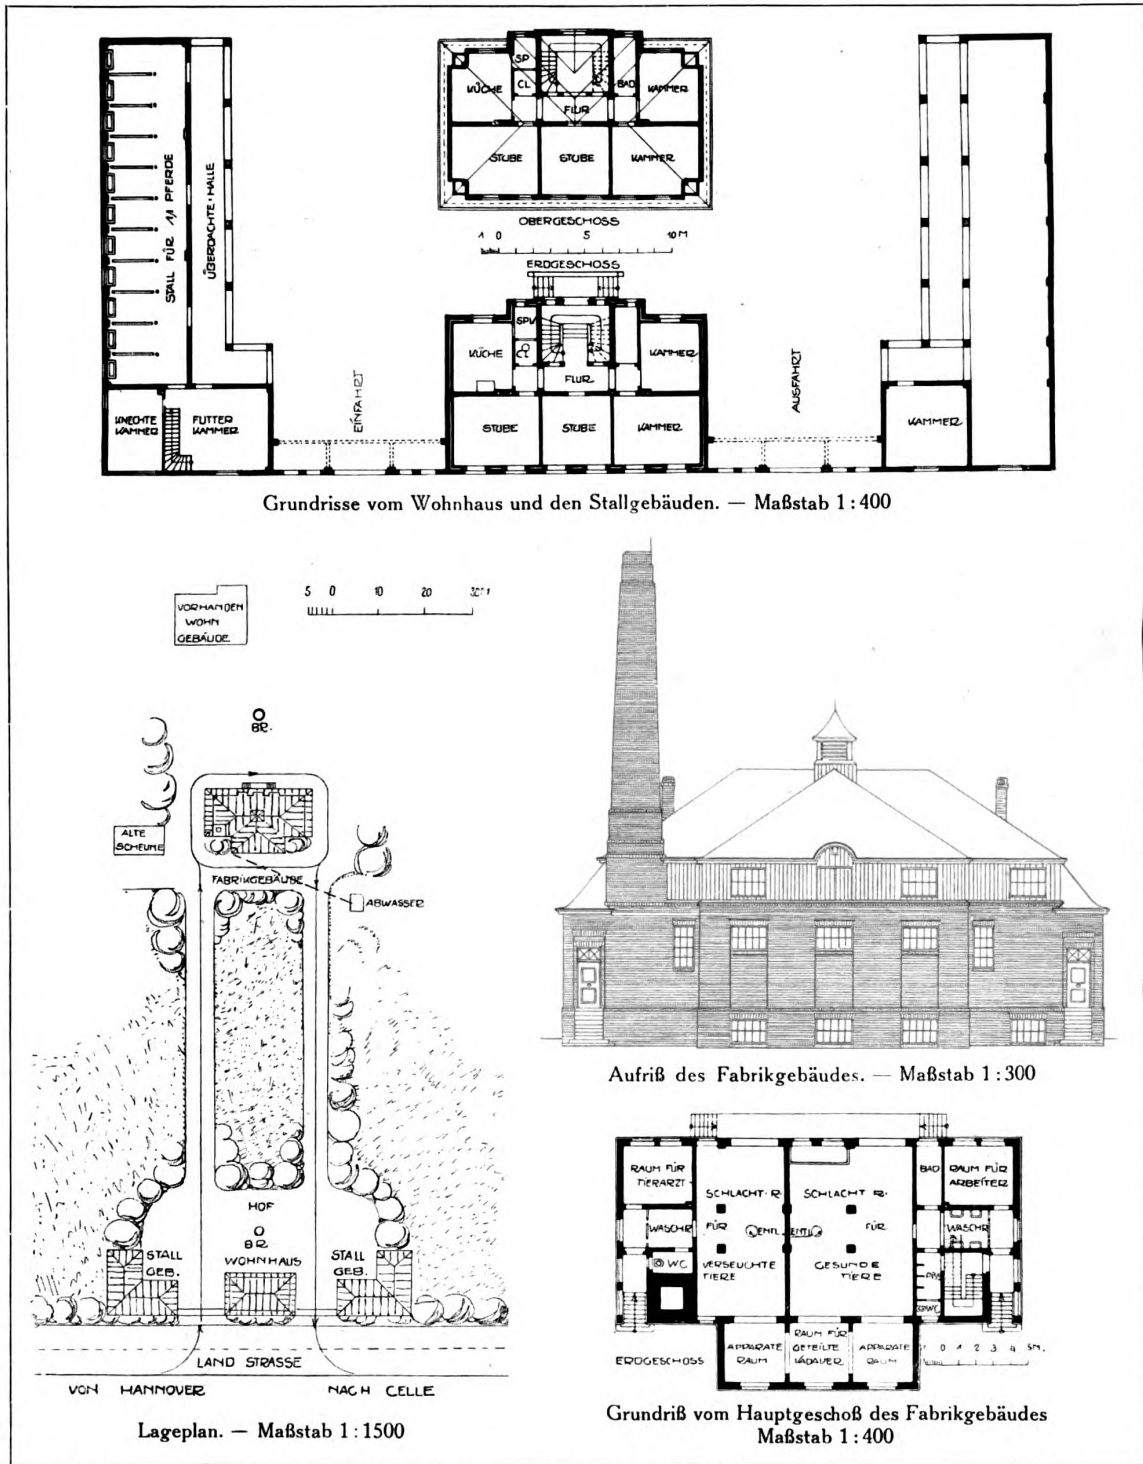 KÜCHE
SP
CL
BAD
KAMMER
FLUR
STUBE
STUBE
KAMMER
STALL FÜR 11 PFERDE
ÜBERDACHTE HALLE
OBERGESCHOSS
1 0 5 10 M
ERDGESCHOSS
KÜCHE
SPÜ
CL
FLUR
KAMMER
STUBE
STUBE
KAMMER
EINFAHRT
AUSFAHRT
KNECHTE
KAMMER
FUTTER
KAMMER
KAMMER
Grundrisse vom Wohnhaus und den Stallgebäuden. — Maßstab 1:400
VORHANDEN
WOHN
GEBÄUDE
5 0 10 20 30 M
BR.
ALTE
SCHEUNE
FABRIKGEBÄUDE
ABWASSER
HOF
BR
WOHNHAUS
STALL
GEB.
STALL
GEB.
LAND STRASSE
VON HANNOVER
NACH CELLE
Lageplan. — Maßstab 1:1500
Aufriß des Fabrikgebäudes. — Maßstab 1:300
RAUM FÜR
TIERARZT
WASCHR
WC
SCHLACHT-R.
FÜR
VERSEUCHTE
TIERE
ENTL.
ENTL
SCHLACHT R.
FÜR
GESUNDE
TIERE
BAD
RAUM FÜR
ARBEITER
WASCHR
APPARATE
RAUM
RAUM FÜR
GETEILTE
KADAVER
APPARATE
RAUM
ERDGESCHOSS
1 0 1 2 3 4 5M.
Grundriß vom Hauptgeschoß des Fabrikgebäudes
Maßstab 1:400